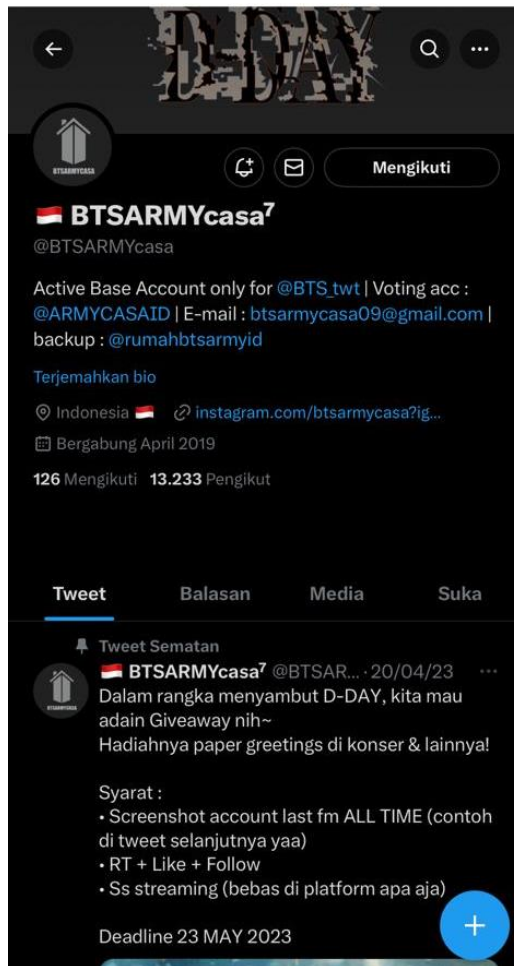 D-DAY
BTSARMYCASA
Mengikuti
🇮🇩 BTSARMYcasa⁷
@BTSARMYcasa
Active Base Account only for @BTS_twt | Voting acc :
@ARMYCASAID | E-mail : btsarmycasa09@gmail.com |
backup : @rumahbtsarmyid
Terjemahkan bio
Indonesia 🇮🇩 instagram.com/btsarmycasa?ig...
Bergabung April 2019
126 Mengikuti 13.233 Pengikut
Tweet Balasan Media Suka
Tweet Sematan
🇮🇩 BTSARMYcasa⁷ @BTSAR... · 20/04/23 ...
BTSARMYCASA
Dalam rangka menyambut D-DAY, kita mau
adain Giveaway nih~
Hadiahnya paper greetings di konser & lainnya!
Syarat :
• Screenshot account last fm ALL TIME (contoh
di tweet selanjutnya yaa)
• RT + Like + Follow
• Ss streaming (bebas di platform apa aja)
Deadline 23 MAY 2023